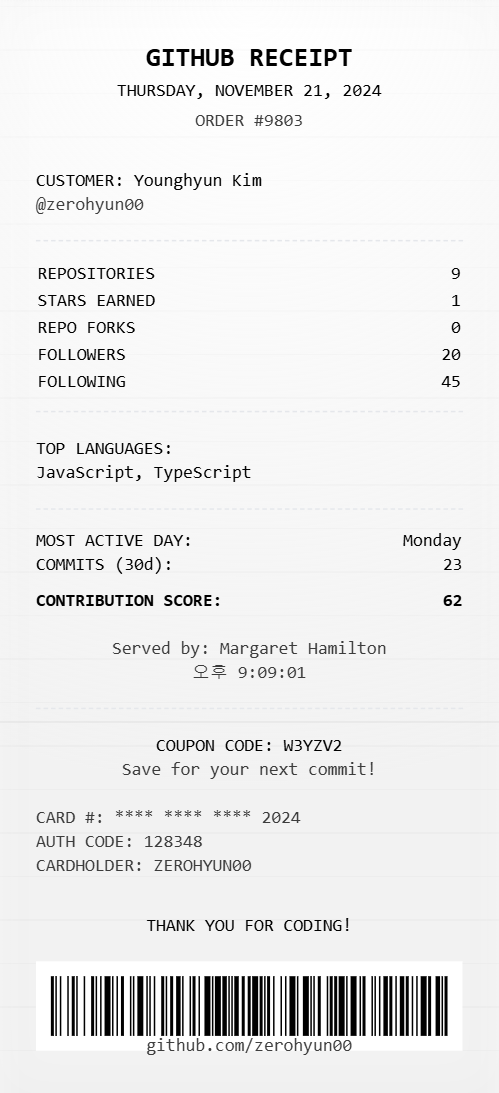 GITHUB RECEIPT
THURSDAY, NOVEMBER 21, 2024
ORDER #9803
CUSTOMER: Younghyun Kim
@zerohyun00
REPOSITORIES 9
STARS EARNED 1
REPO FORKS 0
FOLLOWERS 20
FOLLOWING 45
TOP LANGUAGES:
JavaScript, TypeScript
MOST ACTIVE DAY: Monday
COMMITS (30d): 23
CONTRIBUTION SCORE: 62
Served by: Margaret Hamilton
오후 9:09:01
COUPON CODE: W3YZV2
Save for your next commit!
CARD #: **** **** **** 2024
AUTH CODE: 128348
CARDHOLDER: ZEROHYUN00
THANK YOU FOR CODING!
github.com/zerohyun00